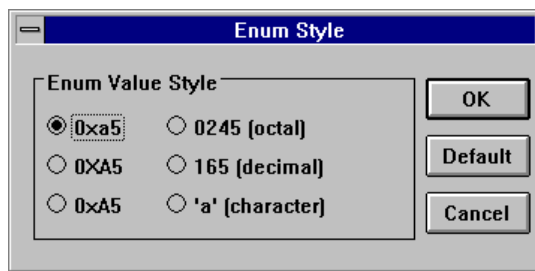 Enum Style
Enum Value Style
0xa5
0245 (octal)
0XA5
165 (decimal)
0xA5
'a' (character)
OK
Default
Cancel